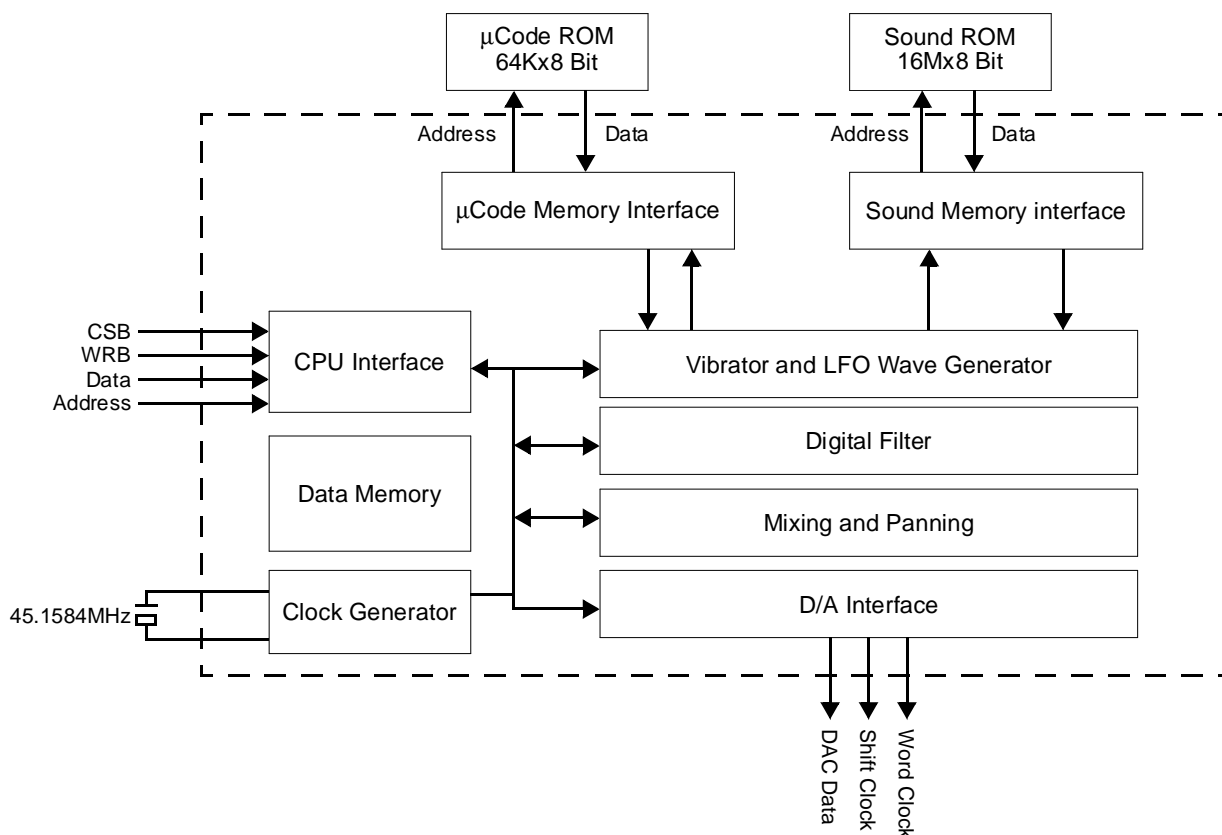 μCode ROM
64Kx8 Bit
Sound ROM
16Mx8 Bit
Address
Data
Address
Data
μCode Memory Interface
Sound Memory interface
CSB
WRB
Data
Address
CPU Interface
Vibrator and LFO Wave Generator
Digital Filter
Data Memory
Mixing and Panning
45.1584MHz
Clock Generator
D/A Interface
DAC Data
Shift Clock
Word Clock